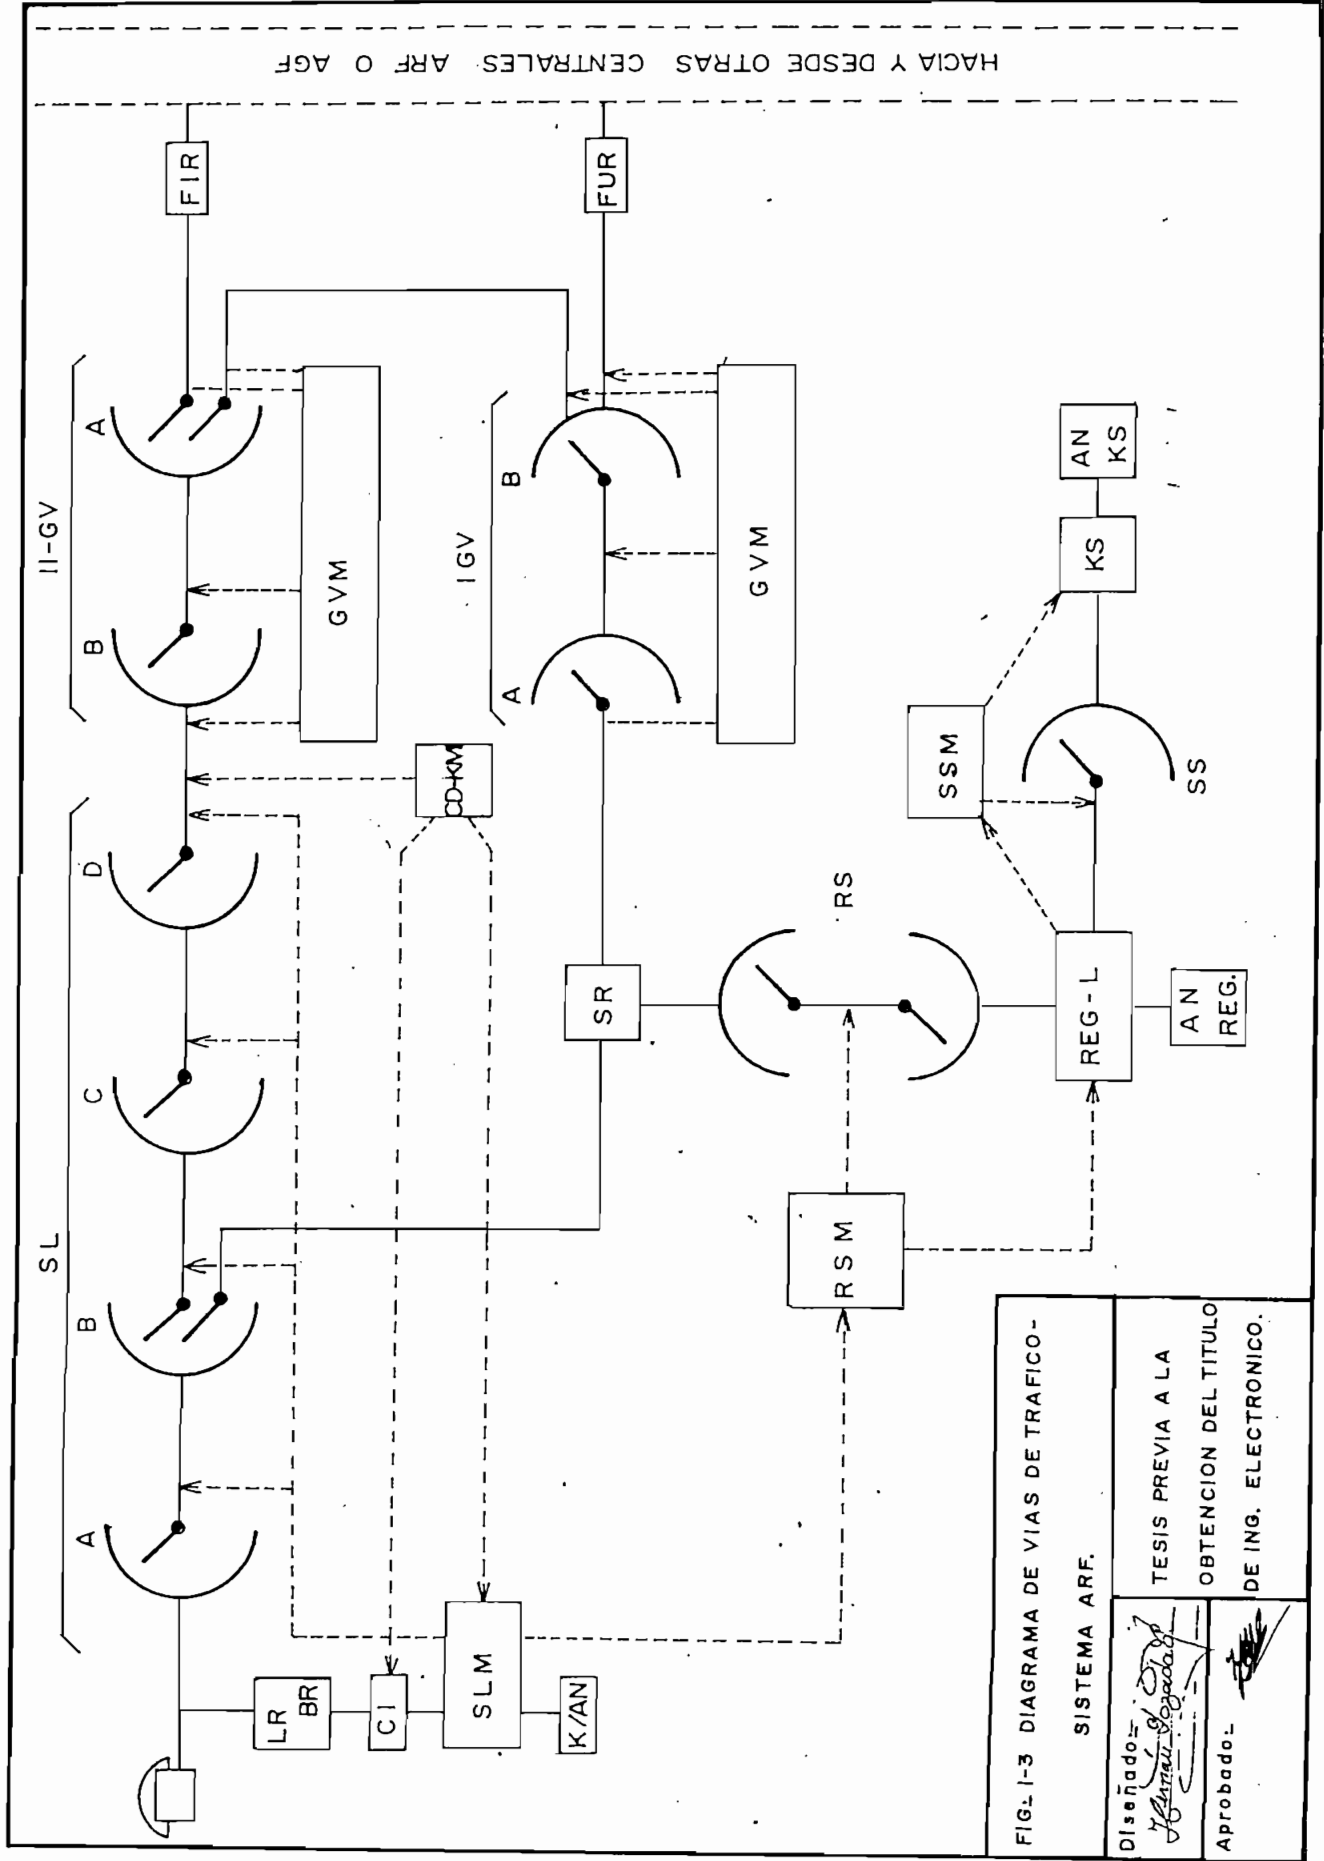 HACIA Y DESDE OTRAS CENTRALES ARF O AGF
SL
II-GV
A
B
C
D
B
A
FIR
LR
BR
CI
SLM
K/AN
CD-KM
GVM
I GV
A
B
SR
FUR
GVM
RS
RSM
REG-L
AN
REG.
SSM
SS
KS
AN
KS
FIG. I-3 DIAGRAMA DE VIAS DE TRAFICO-
SISTEMA ARF.
Diseñado:
TESIS PREVIA A LA
OBTENCION DEL TITULO
DE ING. ELECTRONICO.
Aprobado: